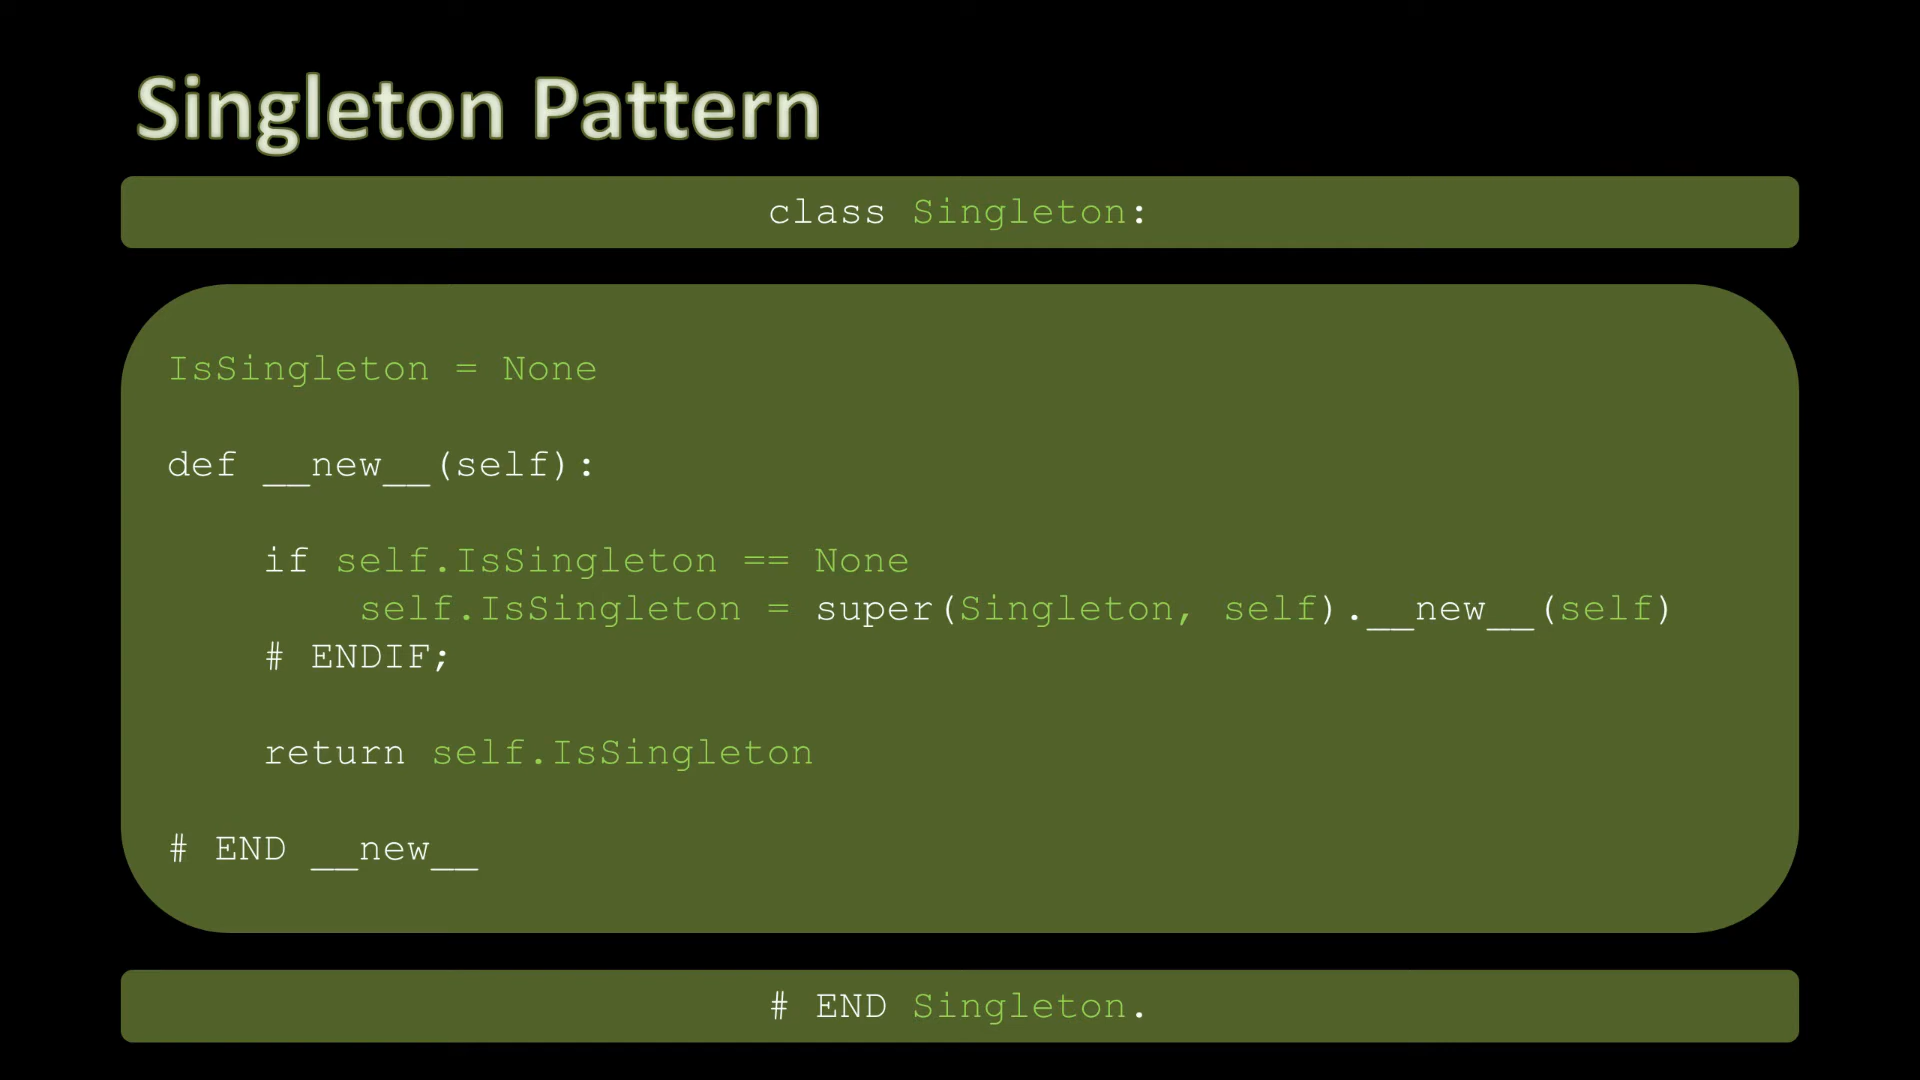 Singleton Pattern
class Singleton:
IsSingleton = None
def __new__(self):
if self.IsSingleton == None
self.IsSingleton = super(Singleton, self).__new__(self)
# ENDIF;
return self.IsSingleton
# END __new__
# END Singleton.